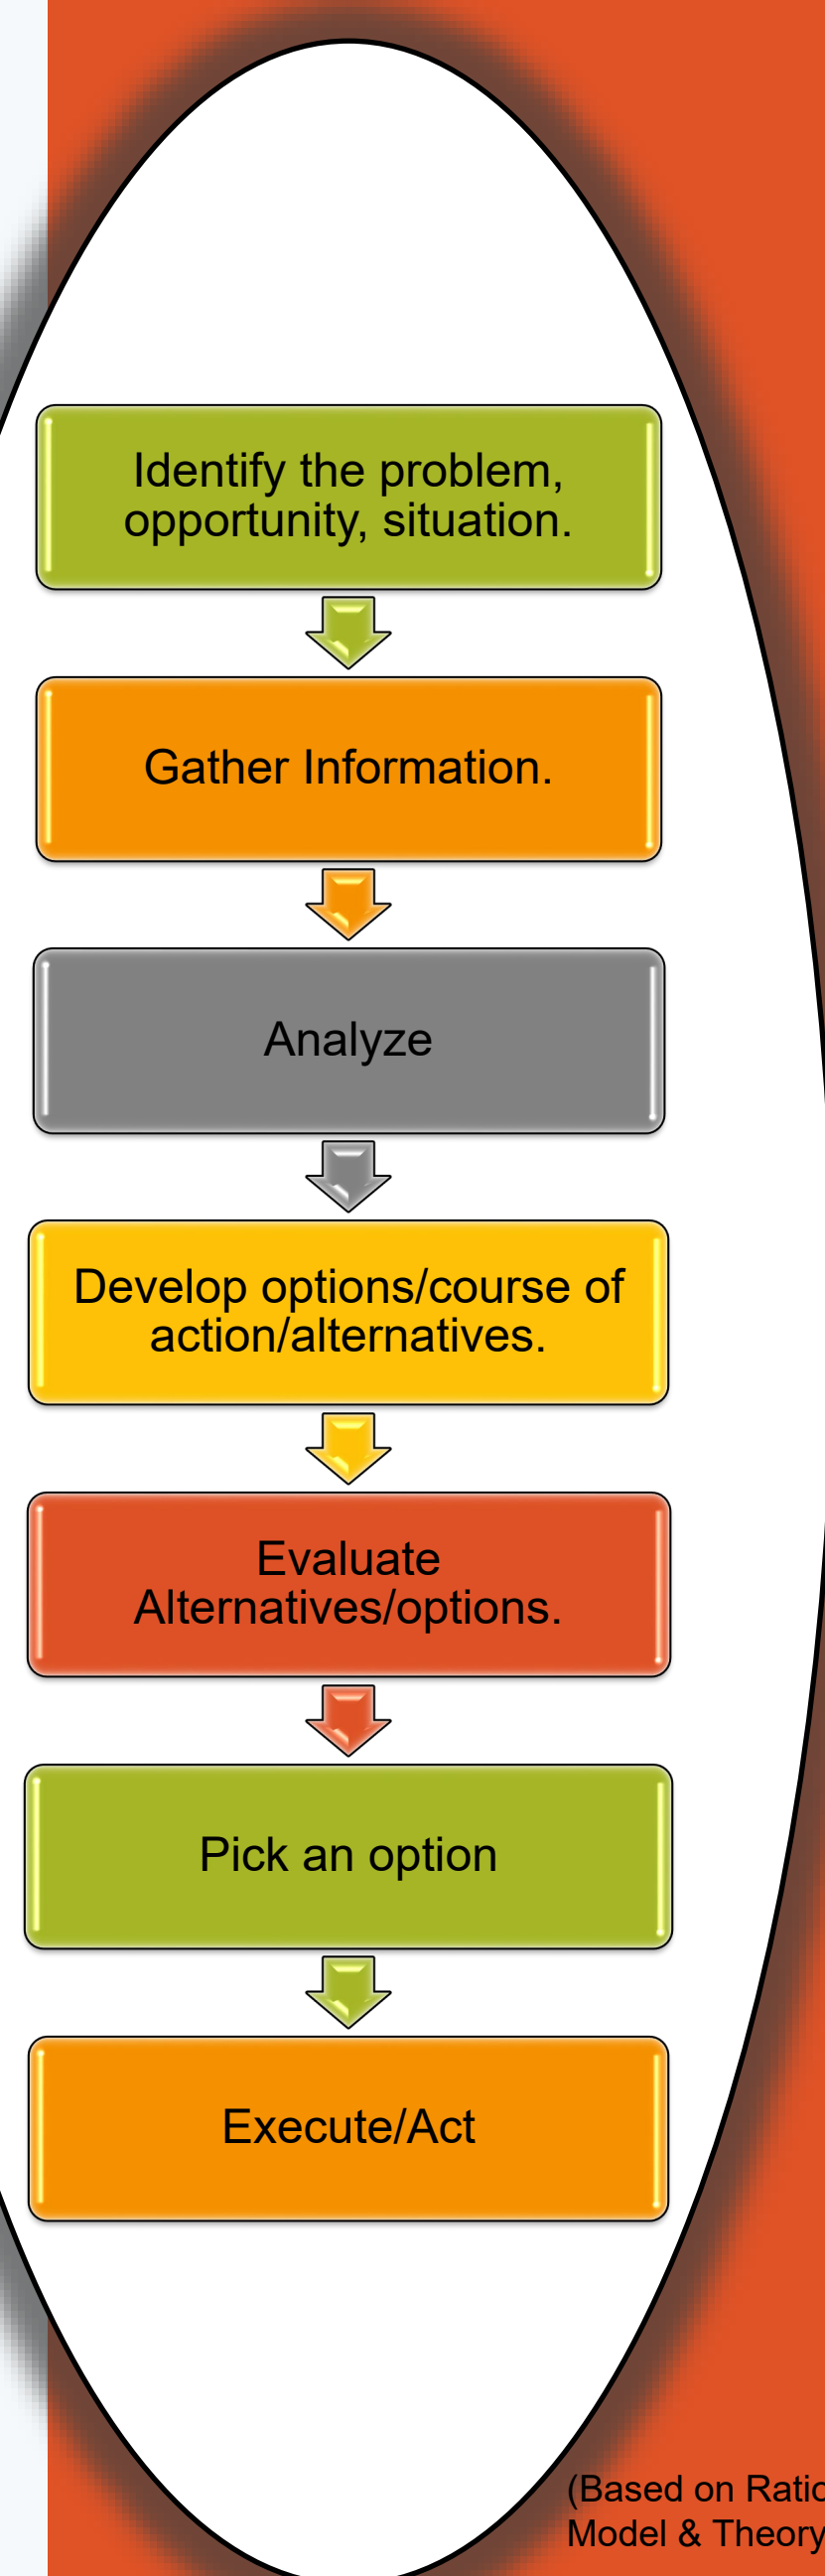 Identify the problem,
opportunity, situation.
Gather Information.
Analyze
Develop options/course of
action/alternatives.
Evaluate
Alternatives/options.
Pick an option
Execute/Act
(Based on
Model & Theory